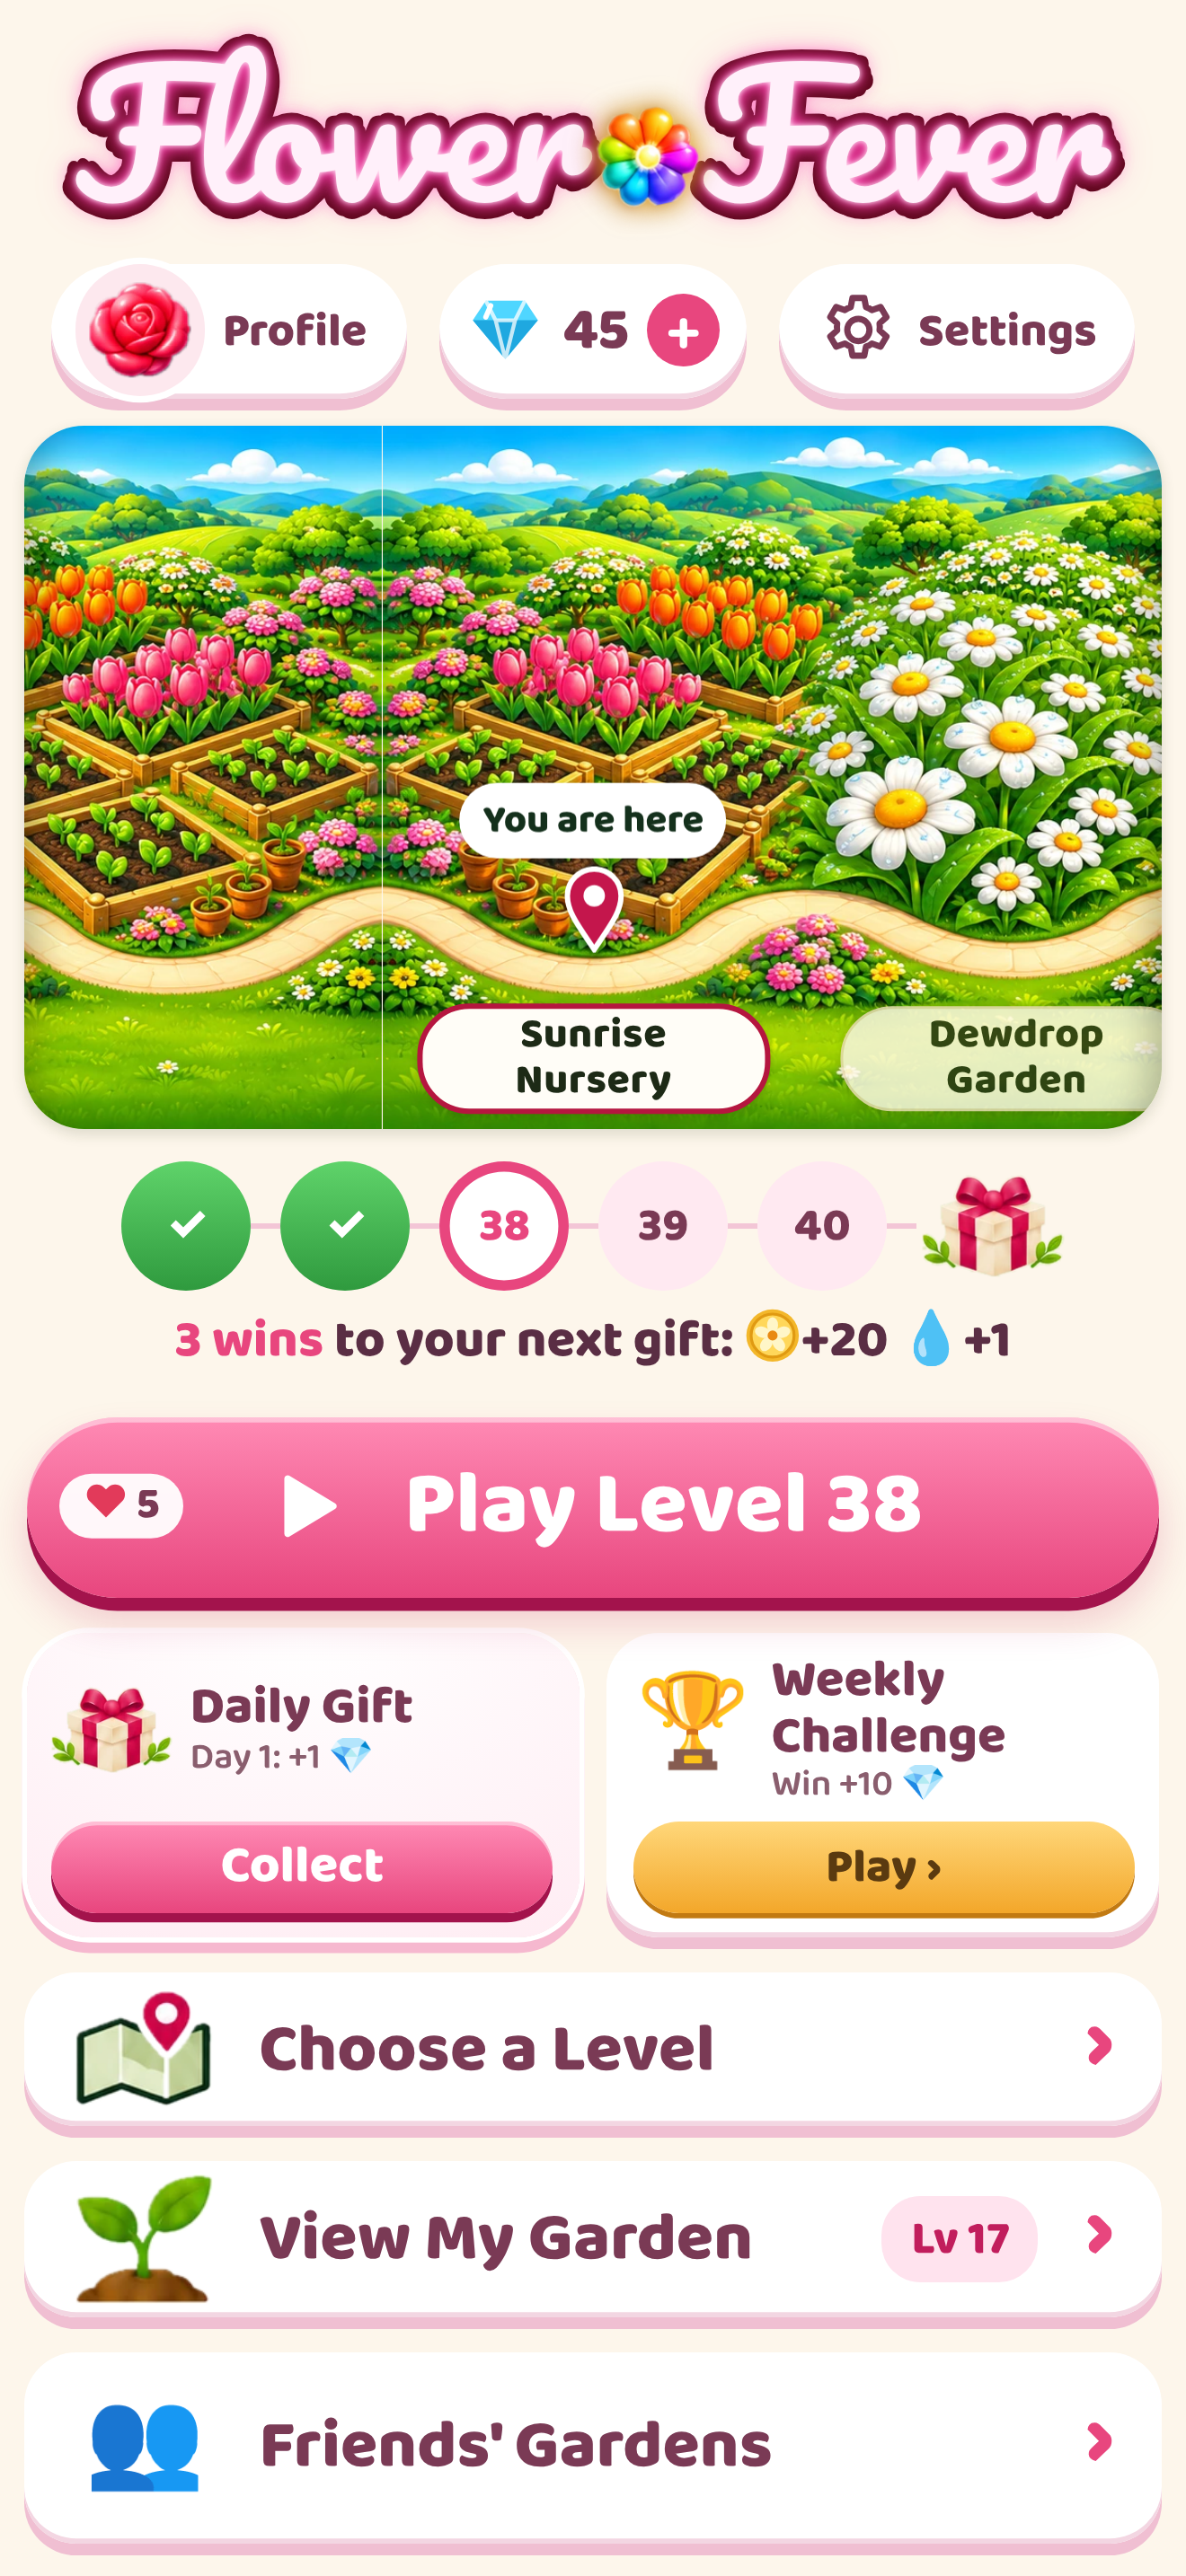 Flower Fever
Profile
45 +
Settings
You are here
Sunrise
Nursery
Dewdrop
Garden
38
39
40
3 wins to your next gift: +20 +1
5
Play Level 38
Daily Gift
Day 1: +1
Collect
Weekly
Challenge
Win +10
Play ›
Choose a Level
View My Garden
Lv 17
Friends' Gardens